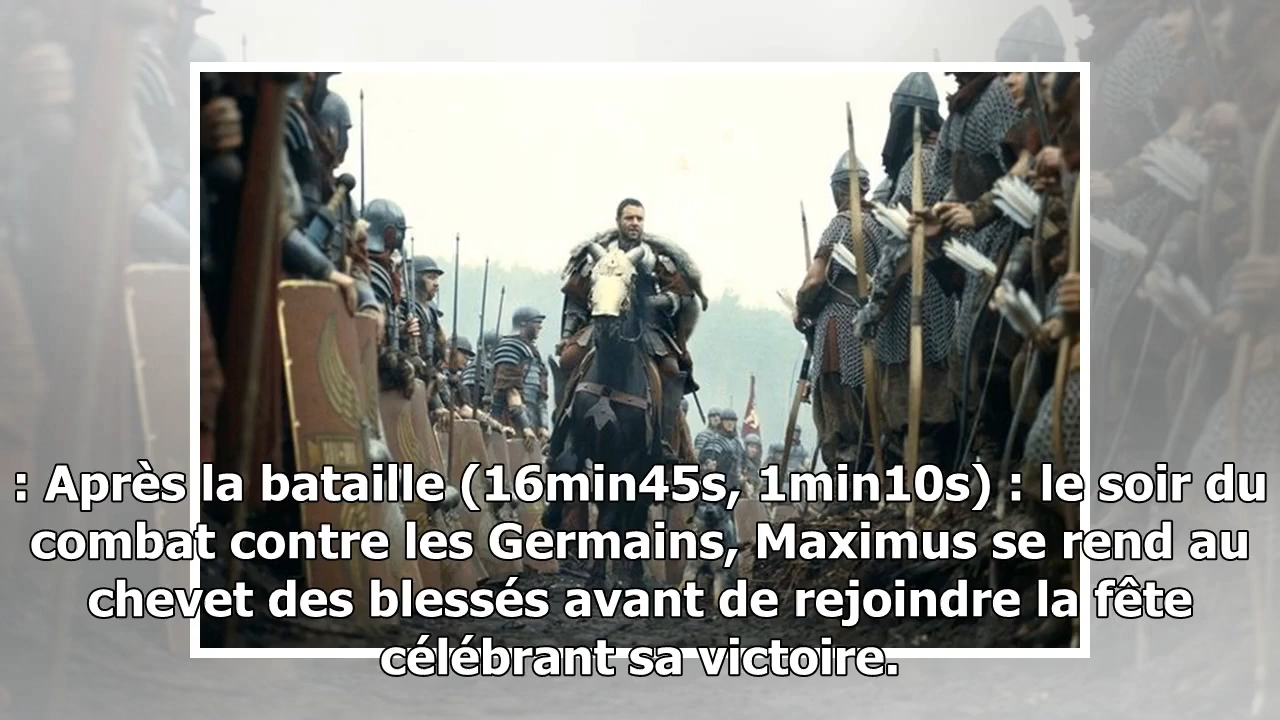 : Après la bataille (16min45s, 1min10s) : le soir du
combat contre les Germains, Maximus se rend au
chevet des blessés avant de rejoindre la fête
célébrant sa victoire.